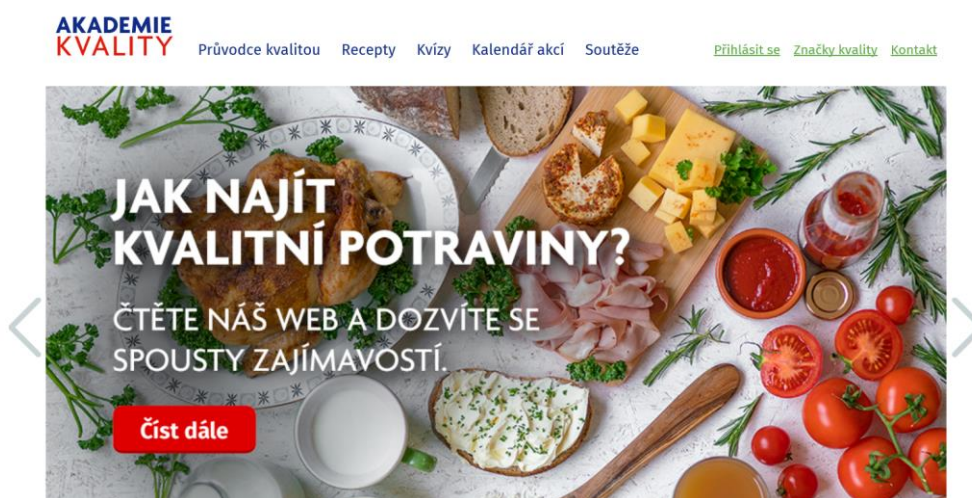 AKADEMIE
KVALITY
Průvodce kvalitou Recepty Kvízy Kalendář akcí Soutěže Přihlásit se Značky kvality Kontakt
JAK NAJÍT
KVALITNÍ POTRAVINY?
ČTĚTE NÁŠ WEB A DOZVÍTE SE
SPOUSTY ZAJÍMAVOSTÍ.
Číst dále